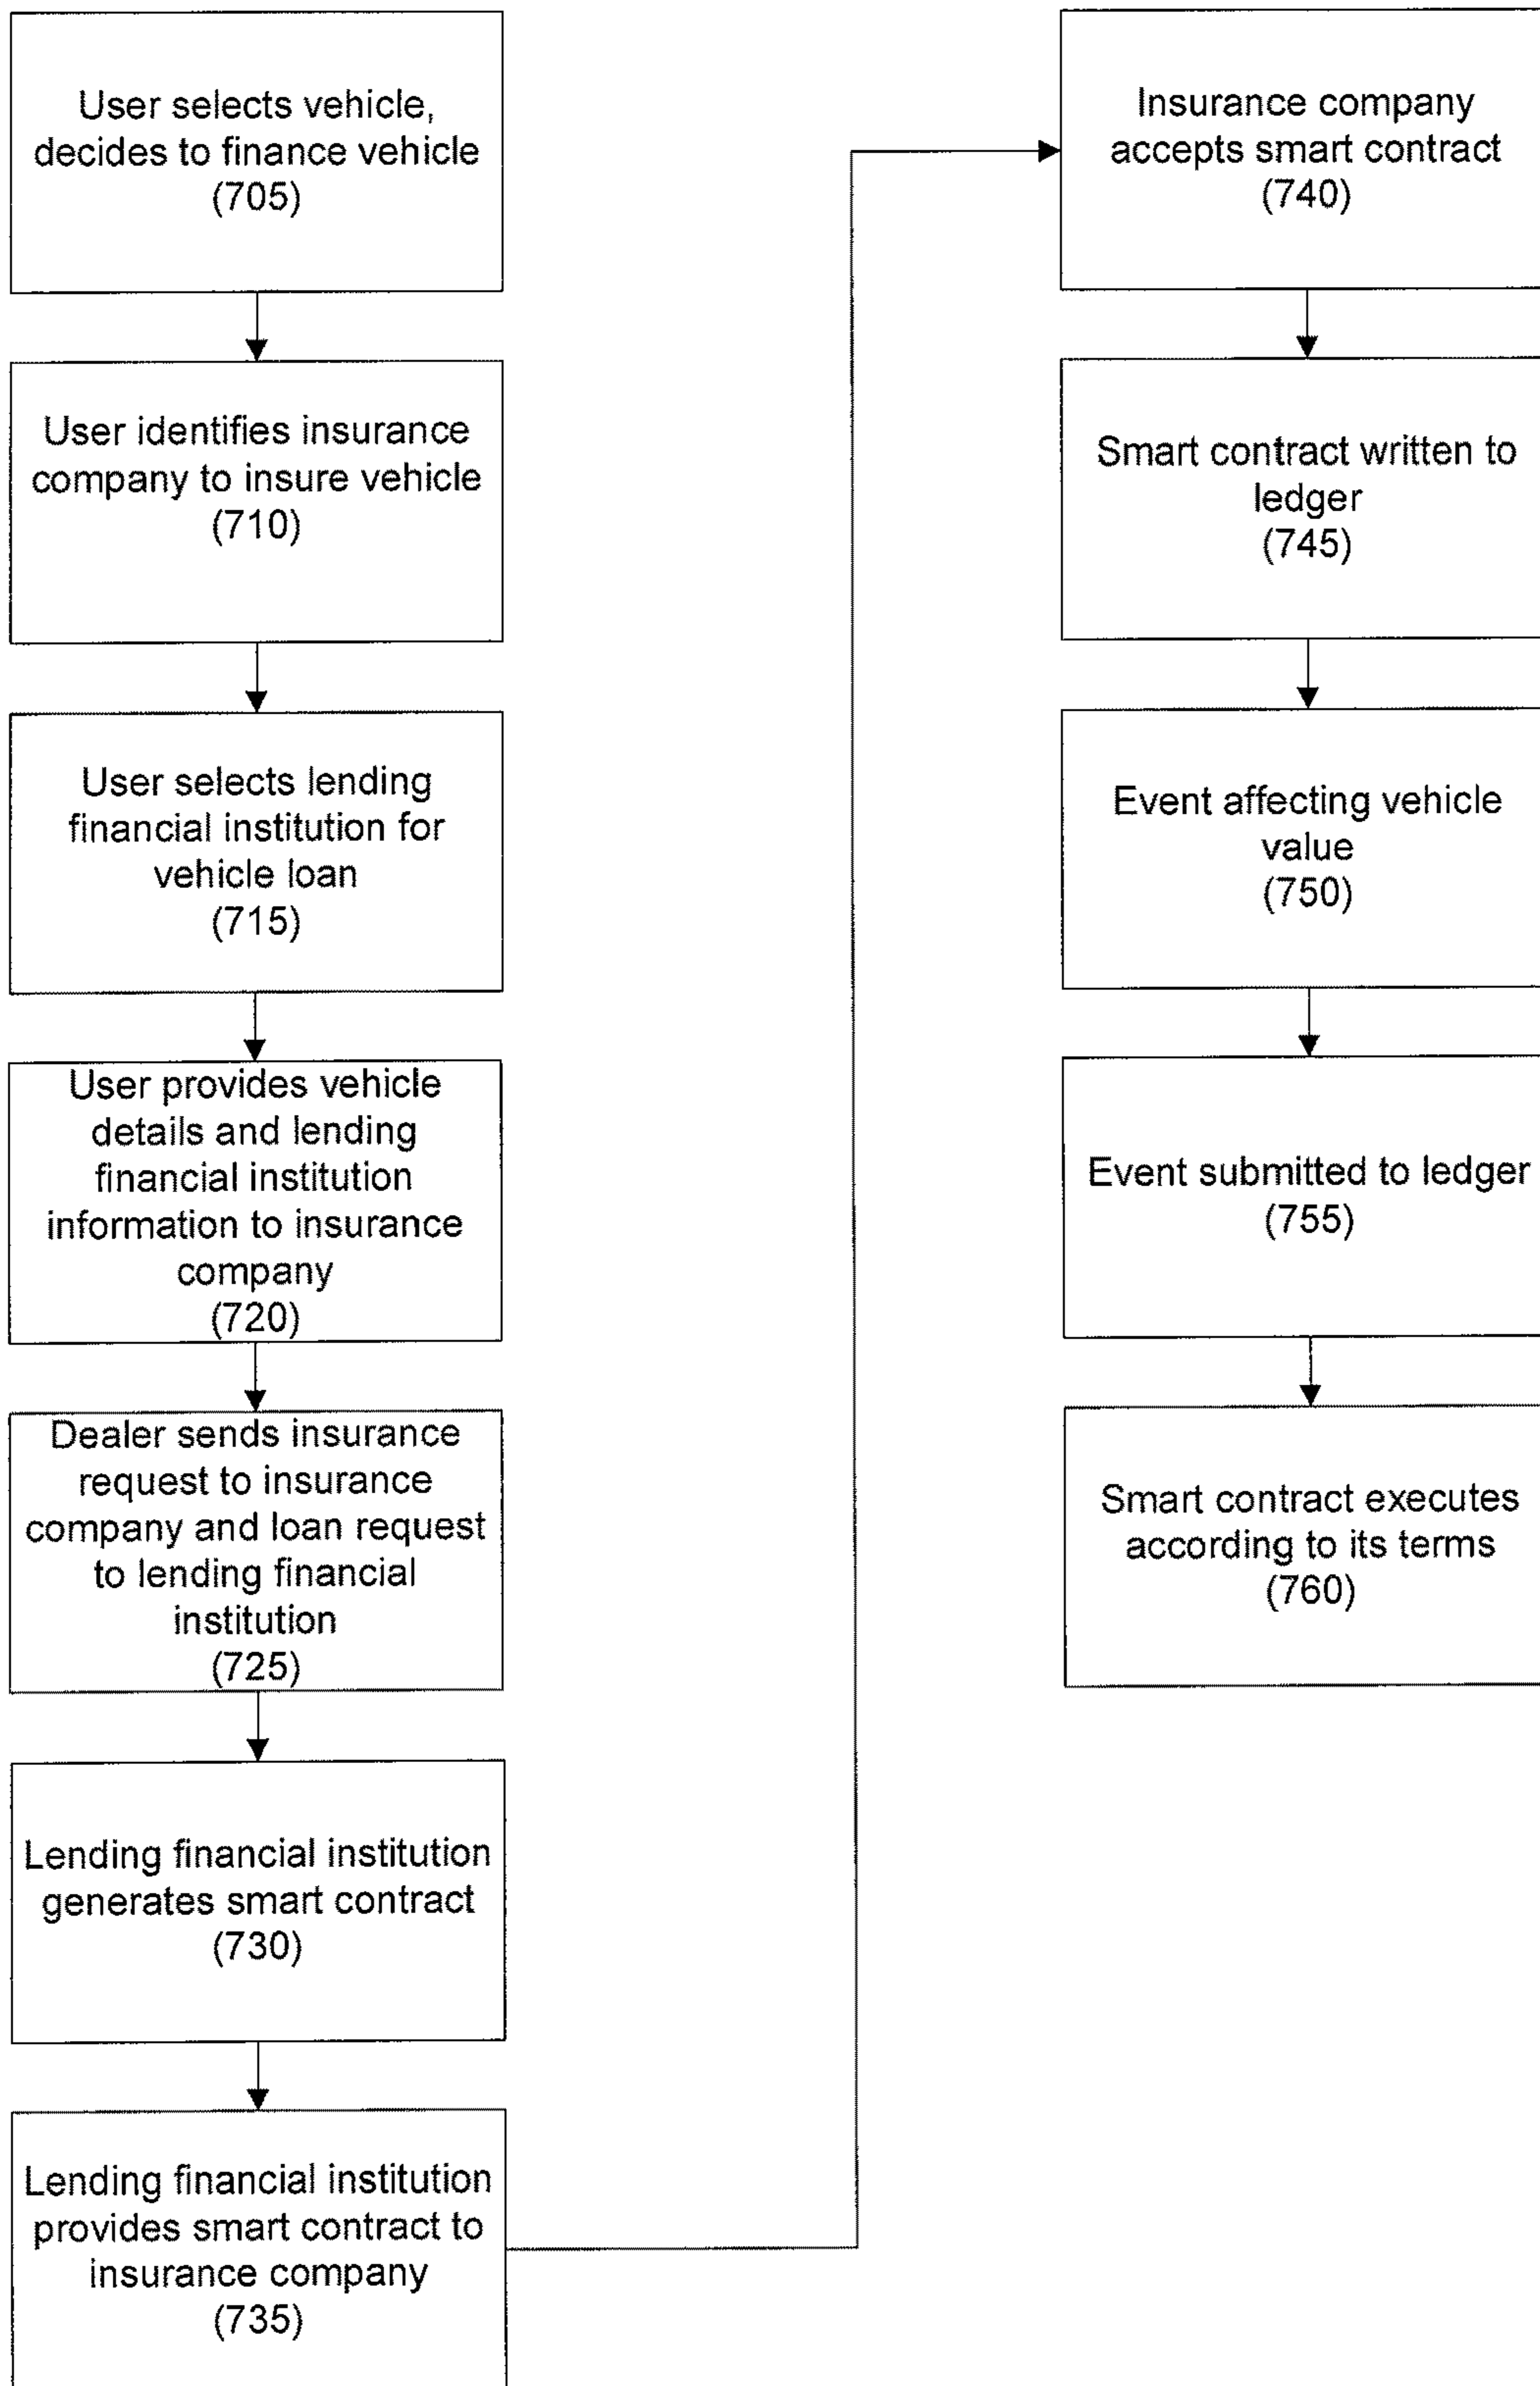 User selects vehicle,
decides to finance vehicle
(705)
User identifies insurance
company to insure vehicle
(710)
User selects lending
financial institution for
vehicle loan
(715)
User provides vehicle
details and lending
financial institution
information to insurance
company
(720)
Dealer sends insurance
request to insurance
company and loan request
to lending financial
institution
(725)
Lending financial institution
generates smart contract
(730)
Lending financial institution
provides smart contract to
insurance company
(735)
Insurance company
accepts smart contract
(740)
Smart contract written to
ledger
(745)
Event affecting vehicle
value
(750)
Event submitted to ledger
(755)
Smart contract executes
according to its terms
(760)